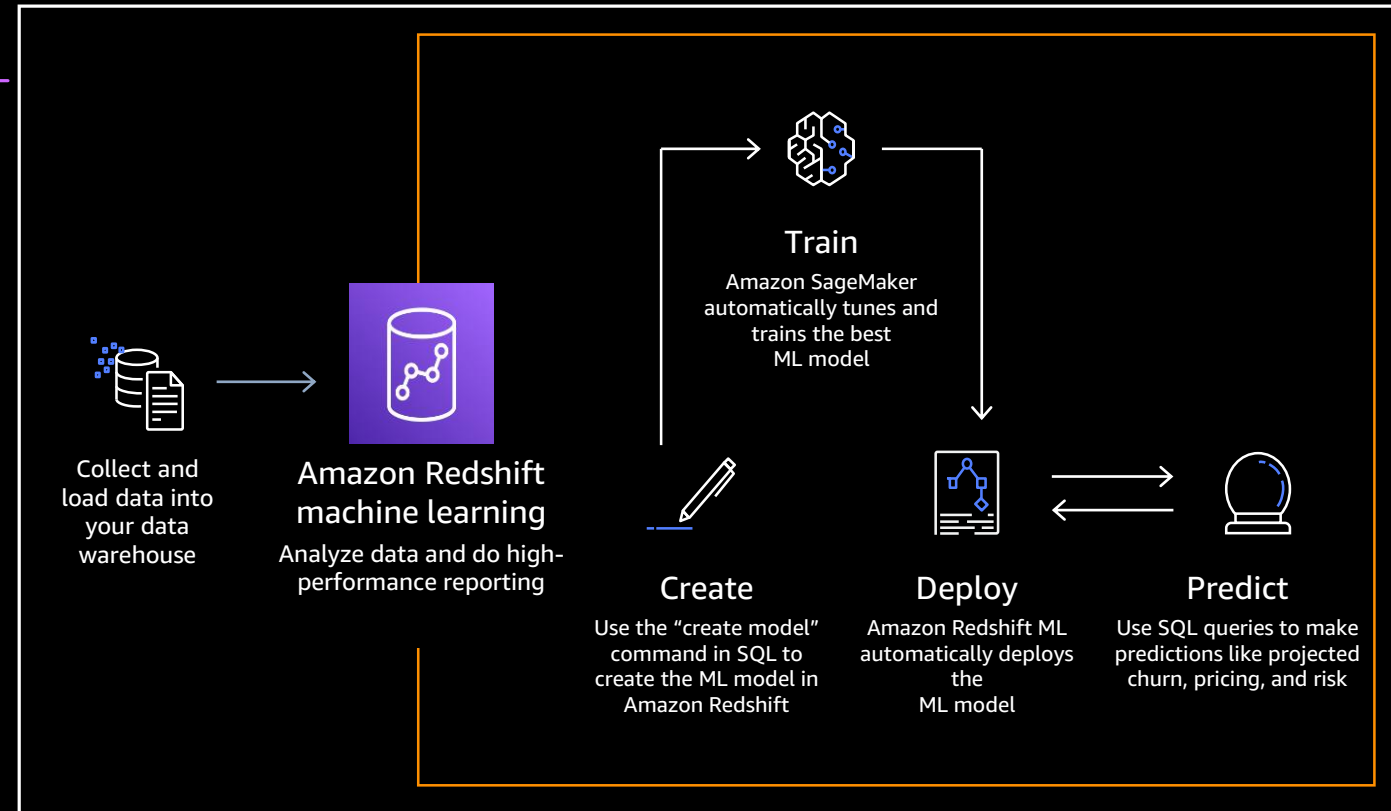 Collect and
load data into
your data
warehouse
Amazon Redshift
machine learning
Analyze data and do high-
performance reporting
Train
Amazon SageMaker
automatically tunes and
trains the best
ML model
Create
Use the “create model”
command in SQL to
create the ML model in
Amazon Redshift
Deploy
Amazon Redshift ML
automatically deploys
the
ML model
Predict
Use SQL queries to make
predictions like projected
churn, pricing, and risk